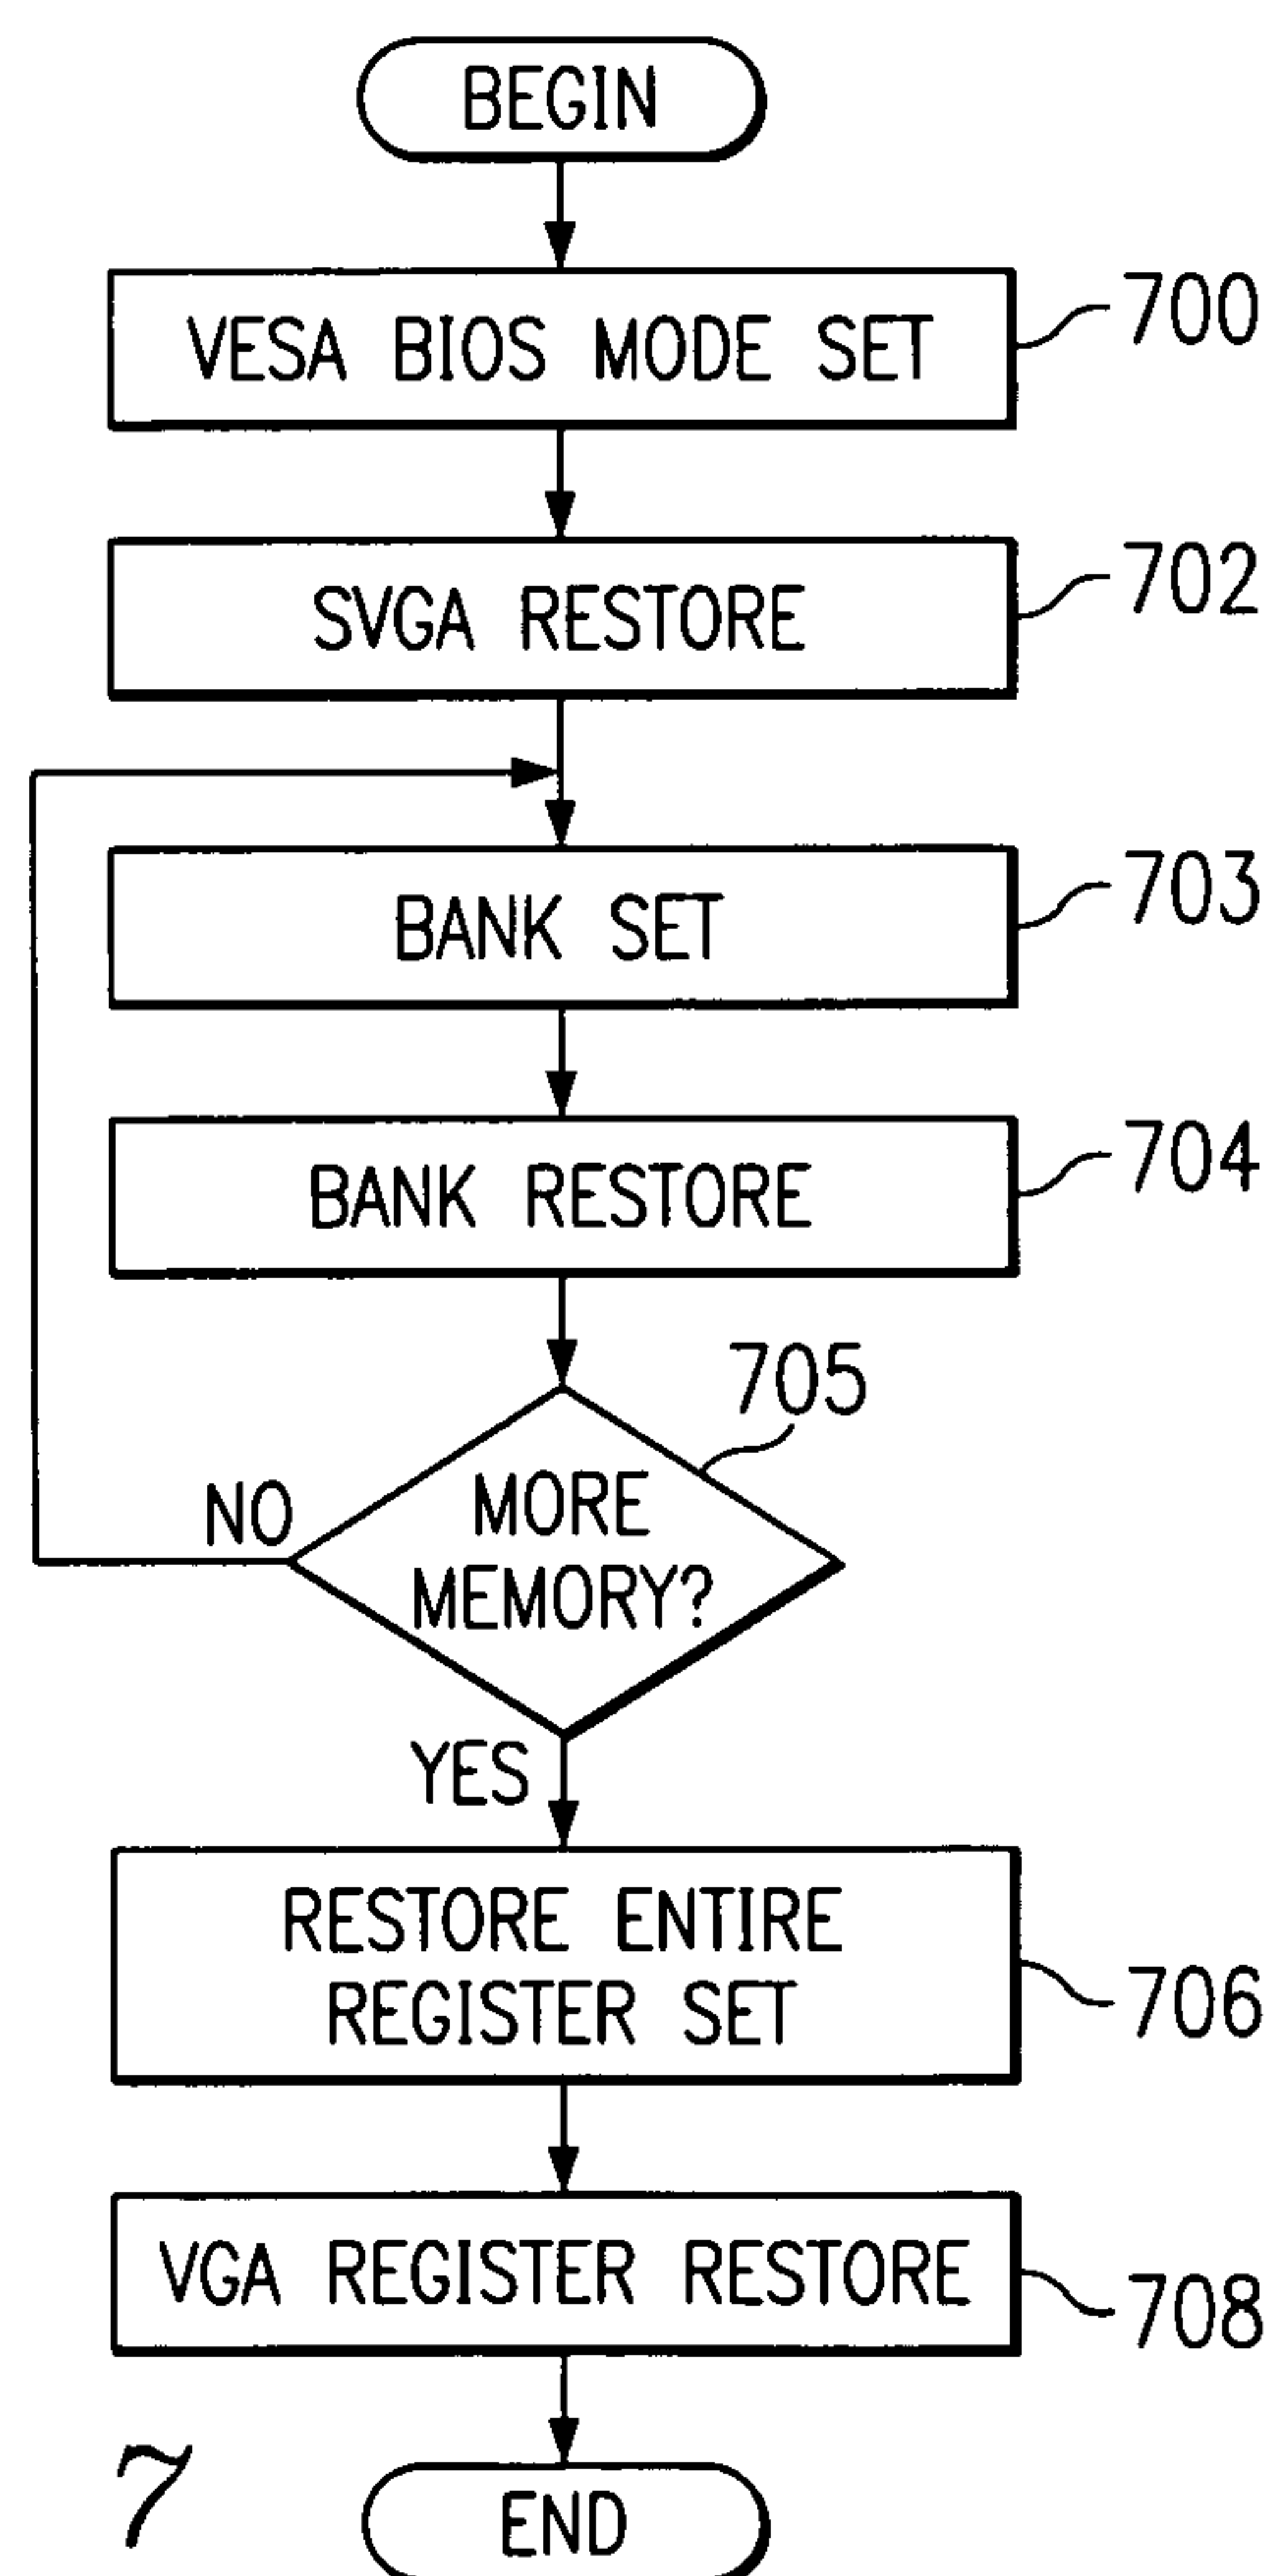 BEGIN
VESA BIOS MODE SET
700
SVGA RESTORE
702
BANK SET
703
BANK RESTORE
704
705
MORE
MEMORY?
NO
YES
RESTORE ENTIRE
REGISTER SET
706
VGA REGISTER RESTORE
708
7
END